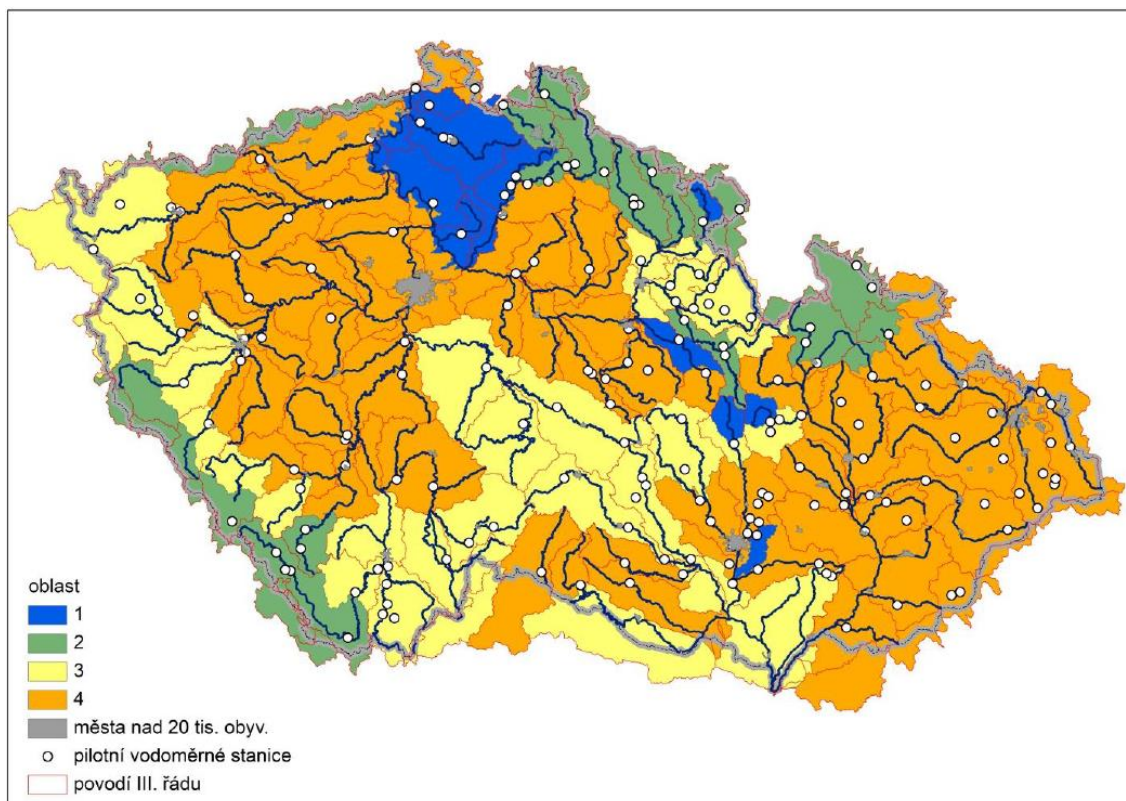 oblast
1
2
3
4
města nad 20 tis. obyv.
pilotní vodoměrné stanice
povodí III. řádu